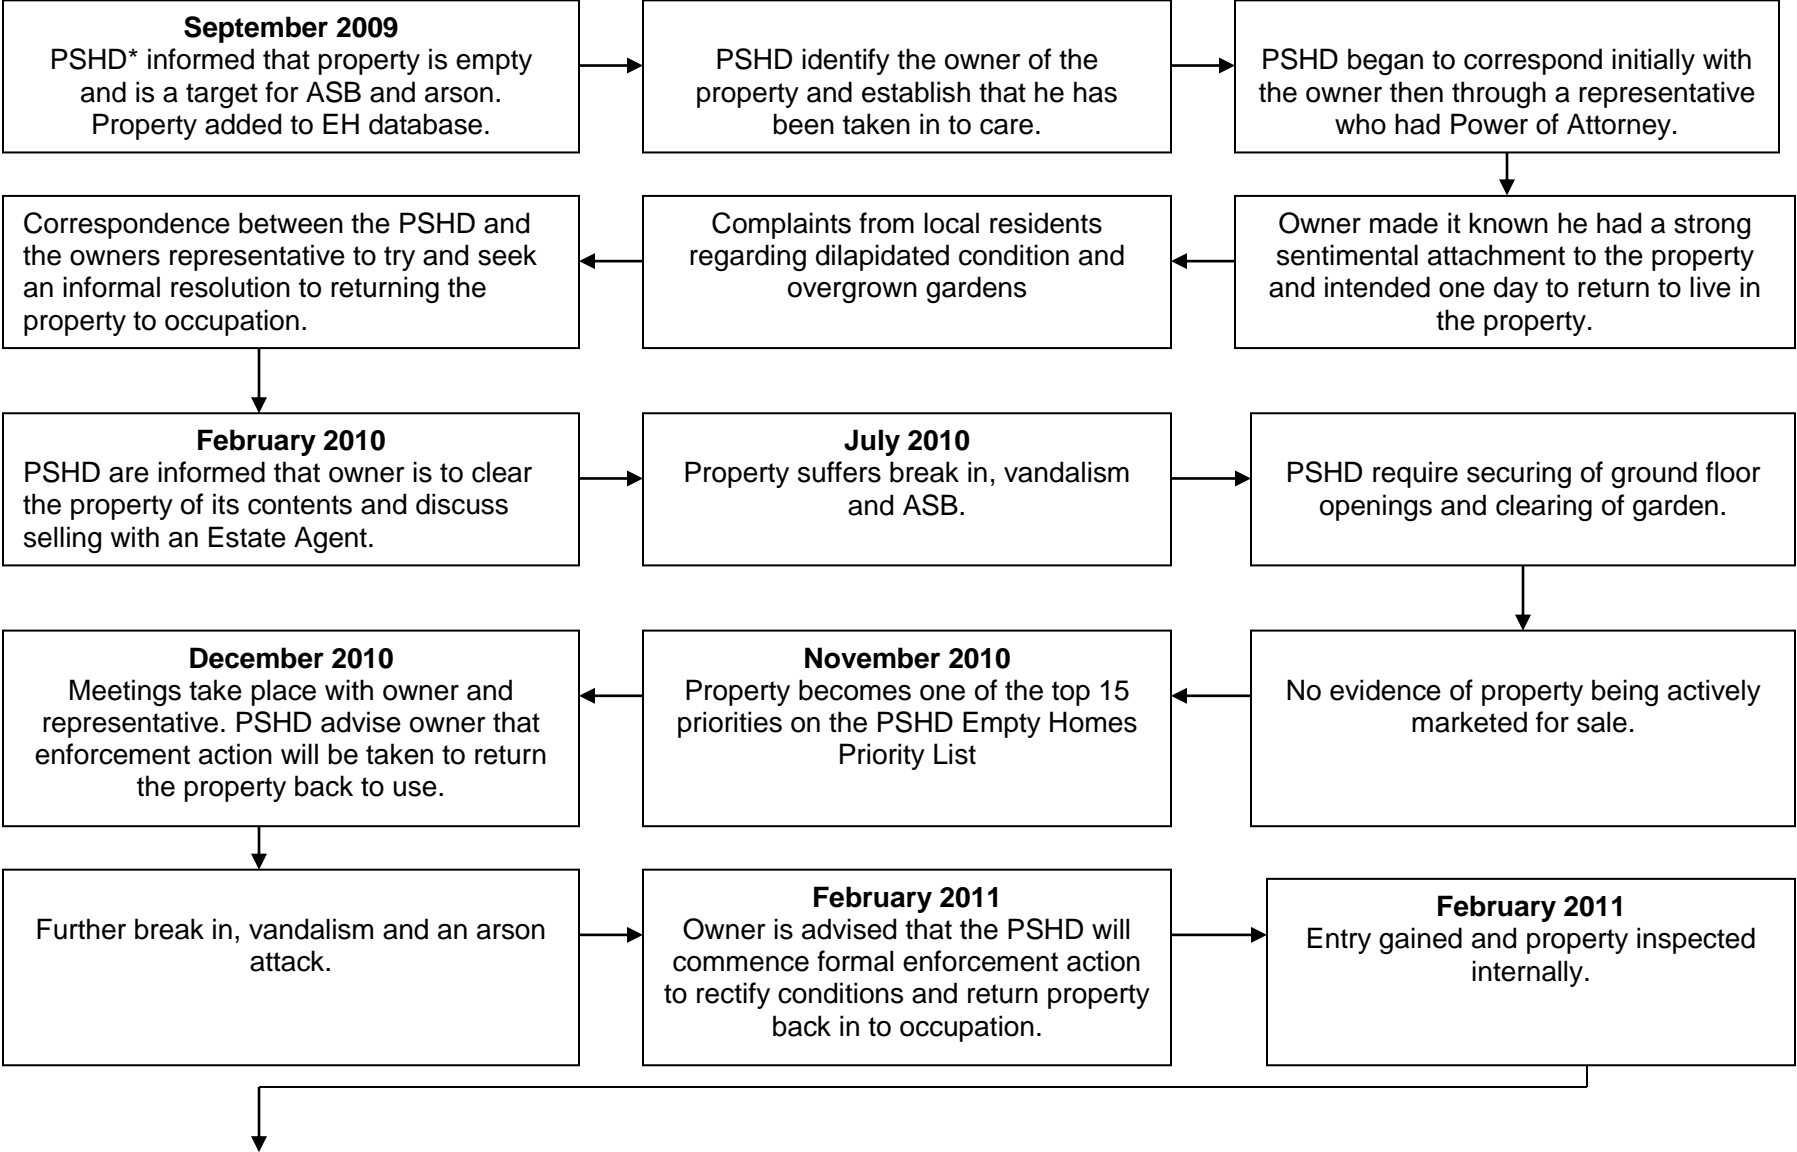 September 2009
PSHD* informed that property is empty
and is a target for ASB and arson.
Property added to EH database.
PSHD identify the owner of the
property and establish that he has
been taken in to care.
PSHD began to correspond initially with
the owner then through a representative
who had Power of Attorney.
Owner made it known he had a strong
sentimental attachment to the property
and intended one day to return to live in
the property.
Complaints from local residents
regarding dilapidated condition and
overgrown gardens
Correspondence between the PSHD and
the owners representative to try and seek
an informal resolution to returning the
property to occupation.
February 2010
PSHD are informed that owner is to clear
the property of its contents and discuss
selling with an Estate Agent.
July 2010
Property suffers break in, vandalism
and ASB.
PSHD require securing of ground floor
openings and clearing of garden.
No evidence of property being actively
marketed for sale.
November 2010
Property becomes one of the top 15
priorities on the PSHD Empty Homes
Priority List
December 2010
Meetings take place with owner and
representative. PSHD advise owner that
enforcement action will be taken to return
the property back to use.
Further break in, vandalism and an arson
attack.
February 2011
Owner is advised that the PSHD will
commence formal enforcement action
to rectify conditions and return property
back in to occupation.
February 2011
Entry gained and property inspected
internally.